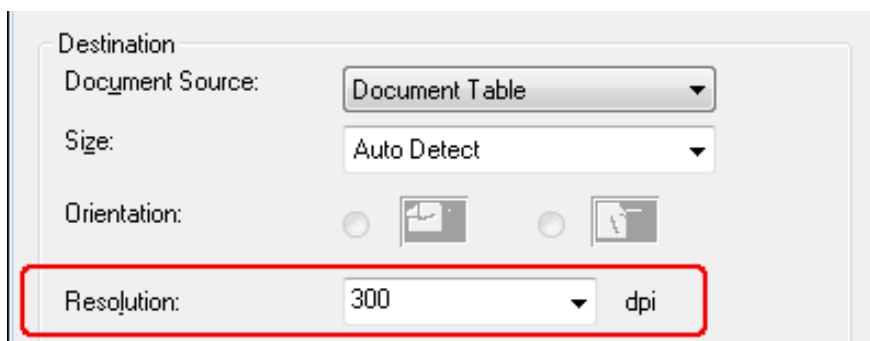 Destination
Document Source: Document Table
Size: Auto Detect
Orientation:
Resolution: 300 dpi